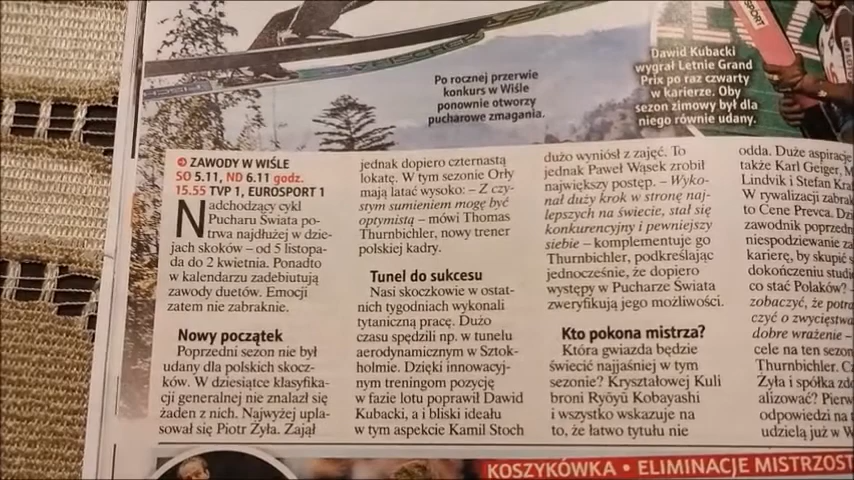 Po rocznej przerwie
konkurs w Wiśle
ponownie otworzy
pucharowe zmagania.
Dawid Kubacki
wygrał Letnie Grand
Prix po raz czwarty
w karierze. Oby
sezon zimowy był dla
niego równie udany.
ZAWODY W WIŚLE
SO 5.11, ND 6.11 godz.
15.55 TVP 1, EUROSPORT 1
Nadchodzący cykl
Pucharu Świata po-
trwa najdłużej w dzie-
jach skoków – od 5 listopa-
da do 2 kwietnia. Ponadto
w kalendarzu zadebiutują
zawody duetów. Emocji
zatem nie zabraknie.
Nowy początek
Poprzedni sezon nie był
udany dla polskich skocz-
ków. W dziesiątce klasyfika-
cji generalnej nie znalazł się
żaden z nich. Najwyżej upla-
sował się Piotr Żyła. Zajął
jednak dopiero czternastą
lokatę. W tym sezonie Orły
mają latać wysoko: – Z czy-
stym sumieniem mogę być
optymistą – mówi Thomas
Thurnbichler, nowy trener
polskiej kadry.
Tunel do sukcesu
Nasi skoczkowie w ostat-
nich tygodniach wykonali
tytaniczną pracę. Dużo
czasu spędzili np. w tunelu
aerodynamicznym w Sztok-
holmie. Dzięki innowacyj-
nym treningom pozycję
w fazie lotu poprawił Dawid
Kubacki, a i bliski ideału
w tym aspekcie Kamil Stoch
dużo wyniósł z zajęć. To
jednak Paweł Wąsek zrobił
największy postęp. – Wyko-
nał duży krok w stronę naj-
lepszych na świecie, stał się
konkurencyjny i pewniejszy
siebie – komplementuje go
Thurnbichler, podkreślając
jednocześnie, że dopiero
występy w Pucharze Świata
zweryfikują jego możliwości.
Kto pokona mistrza?
Która gwiazda będzie
świecić najjaśniej w tym
sezonie? Kryształowej Kuli
broni Ryōyū Kobayashi
i wszystko wskazuje na
to, że łatwo tytułu nie
odda. Duże aspiracje
także Karl Geiger, M
Lindvik i Stefan Kra
W rywalizacji zabrak
to Cene Prevca. Dwi
zawodnik poprzedn
niespodziewanie za
karierę, by skupić s
dokończeniu studi
co stać Polaków? –
zobaczyć, że potra
czyć o zwycięstwa
dobre wrażenie –
cele na ten sezon
Thurnbichler. Cz
Żyła i spółka zdo
alizować? Pierw
odpowiedzi na t
udzielą już w W
KOSZYKÓWKA • ELIMINACJE MISTRZOST